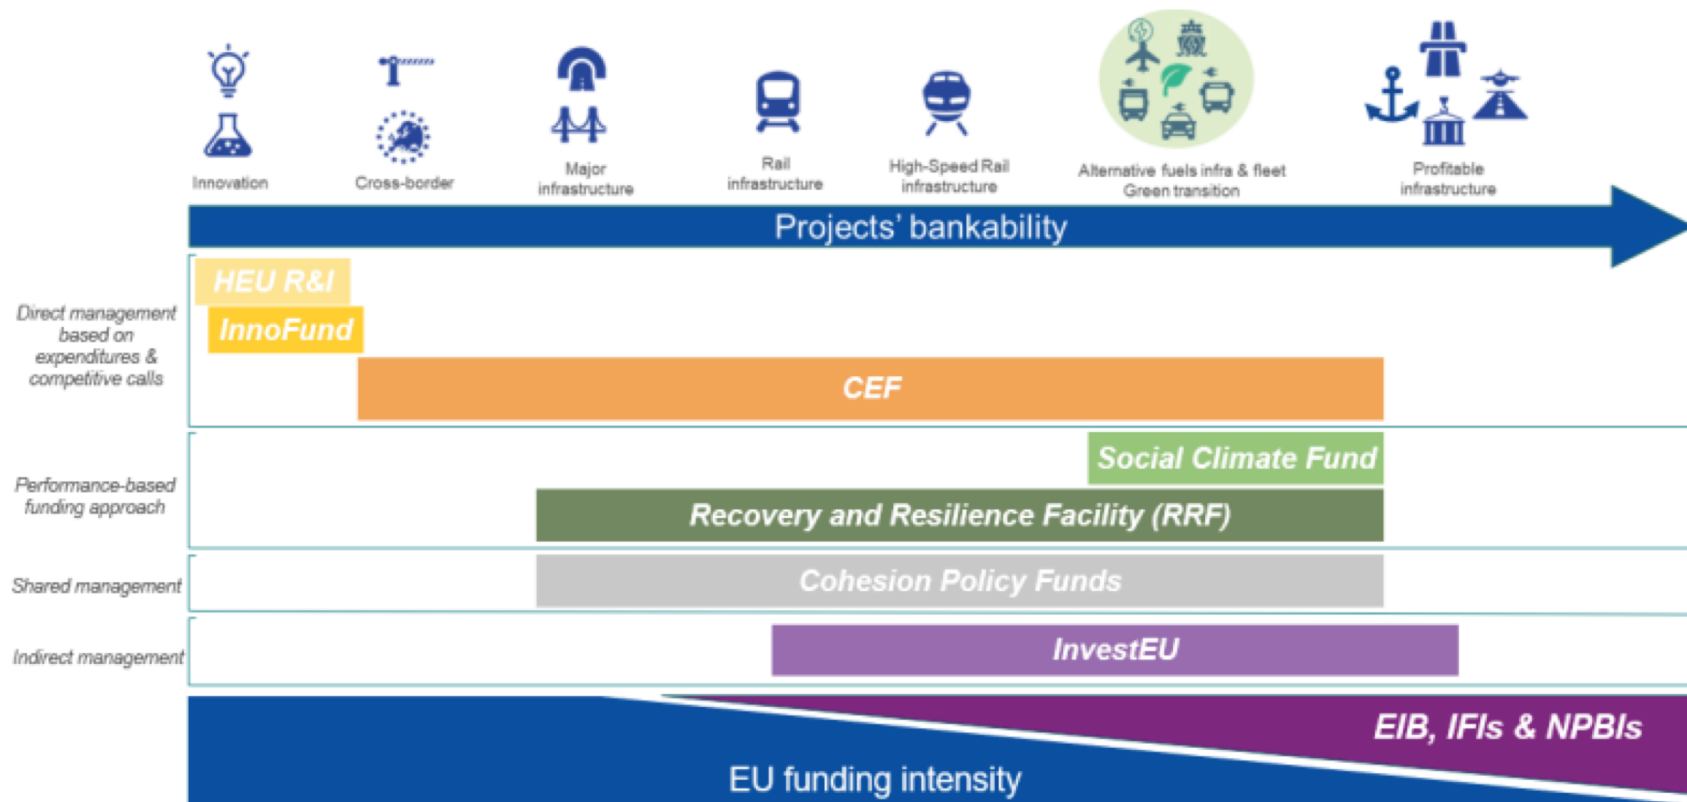 Innovation
Cross-border
Major
infrastructure
Rail
infrastructure
High-Speed Rail
infrastructure
Alternative fuels infra & fleet
Green transition
Profitable
infrastructure
Projects' bankability
Direct management
based on
expenditures &
competitive calls
HEU R&I
InnoFund
CEF
Performance-based
funding approach
Social Climate Fund
Recovery and Resilience Facility (RRF)
Shared management
Cohesion Policy Funds
Indirect management
InvestEU
EIB, IFIs & NPBIs
EU funding intensity